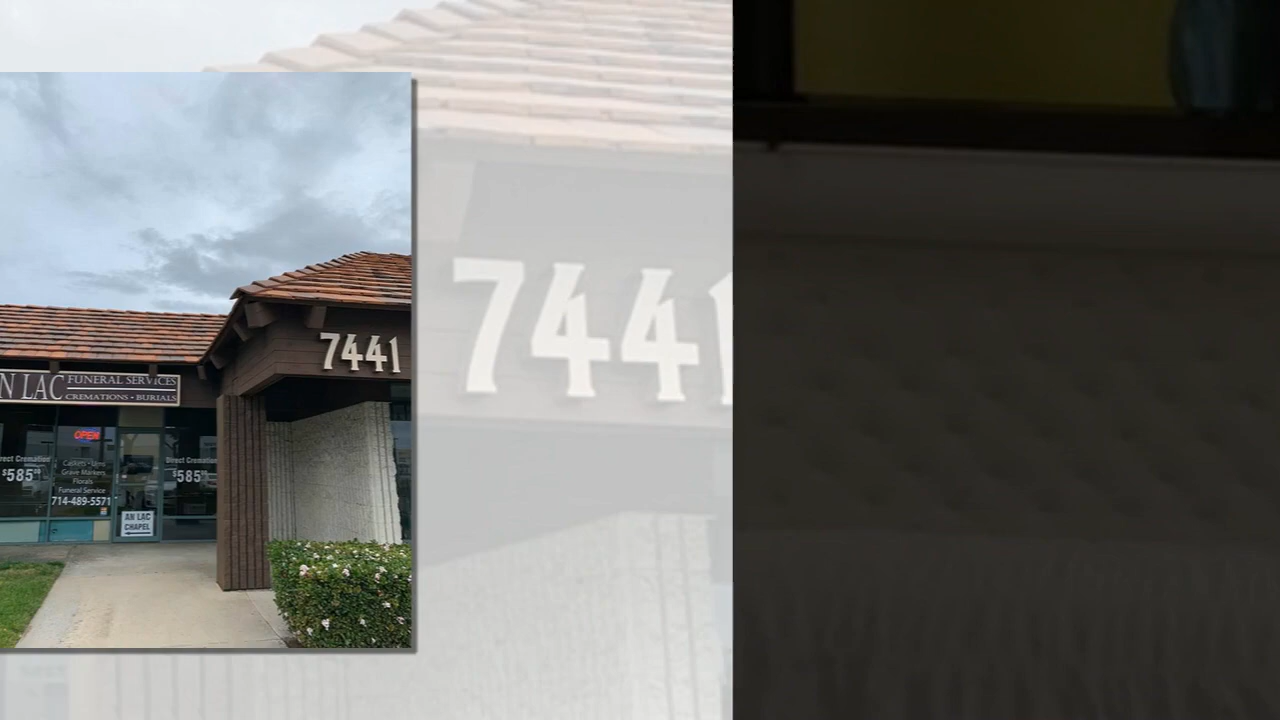 7441
7441
N LAC
FUNERAL SERVICES
CREMATIONS • BURIALS
OPEN
Direct Cremation
$585
Caskets • Urns
Grave Markers
Florals
Funeral Service
714-489-5571
Direct Cremation
$585
AN LAC
CHAPEL